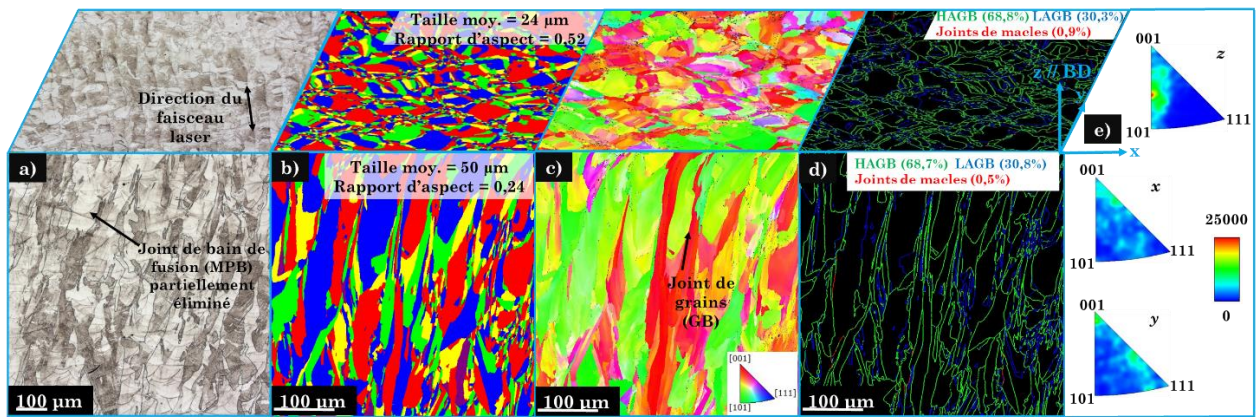 Taille moy. = 24 µm
Rapport d’aspect = 0,52
HAGB (68,8%) LAGB (30,3%)
Joints de macles (0,9%)
Direction du
faisceau
laser
z // BD
y
x
e)
001
z
101
111
a)
Joint de bain de
fusion (MPB)
partiellement
éliminé
100 µm
b)
Taille moy. = 50 µm
Rapport d’aspect = 0,24
100 µm
c)
Joint de
grains
(GB)
[001]
[111]
[101]
100 µm
d)
HAGB (68,7%) LAGB (30,8%)
Joints de macles (0,5%)
100 µm
001
x
111
101
001
y
111
101
25000
0